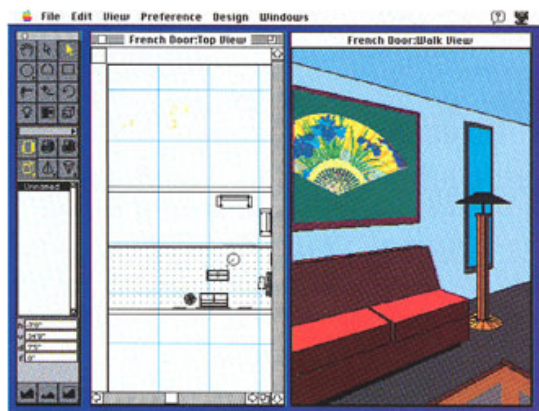 File Edit View Preference Design Windows
French Door:Top View
French Door:Walk View
Unnamed